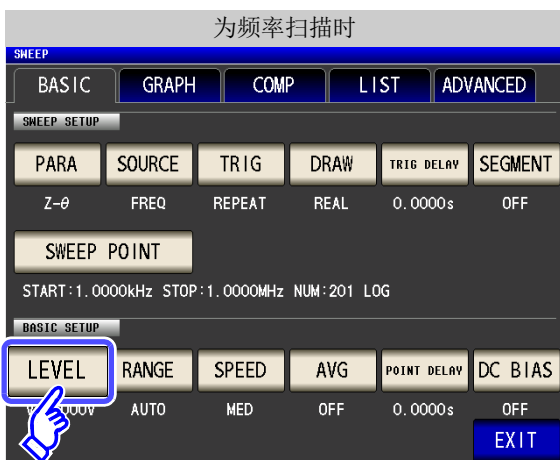 为频率扫描时
SWEEP
BASIC GRAPH COMP LIST ADVANCED
SWEEP SETUP
PARA SOURCE TRIG DRAW TRIG DELAY SEGMENT
Z-θ FREQ REPEAT REAL 0.0000s OFF
SWEEP POINT
START:1.0000kHz STOP:1.0000MHz NUM:201 LOG
BASIC SETUP
LEVEL RANGE SPEED AVG POINT DELAY DC BIAS
AUTO MED OFF 0.0000s OFF
EXIT